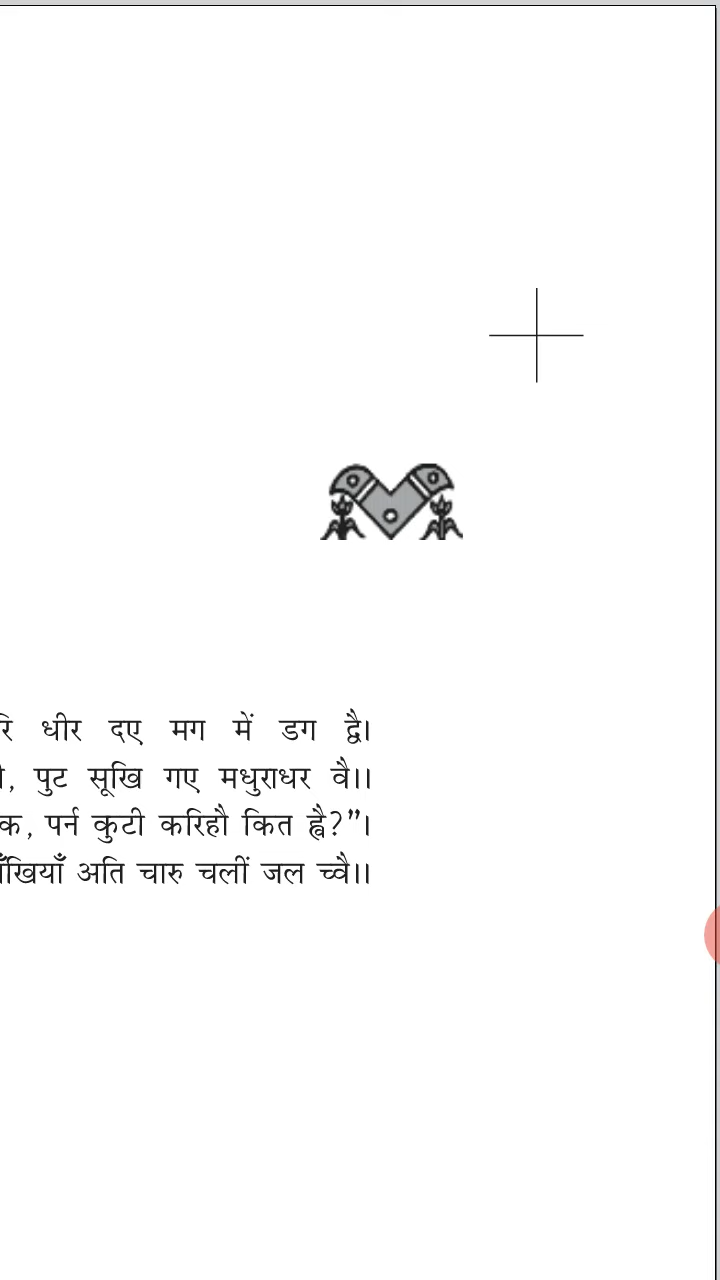 रि धीर दए मग में डग द्वै।
, पुट सूखि गए मधुराधर वै।।
क, पर्न कुटी करिहौ कित ह्वै?”।
अँखियाँ अति चारु चलीं जल च्वै।।